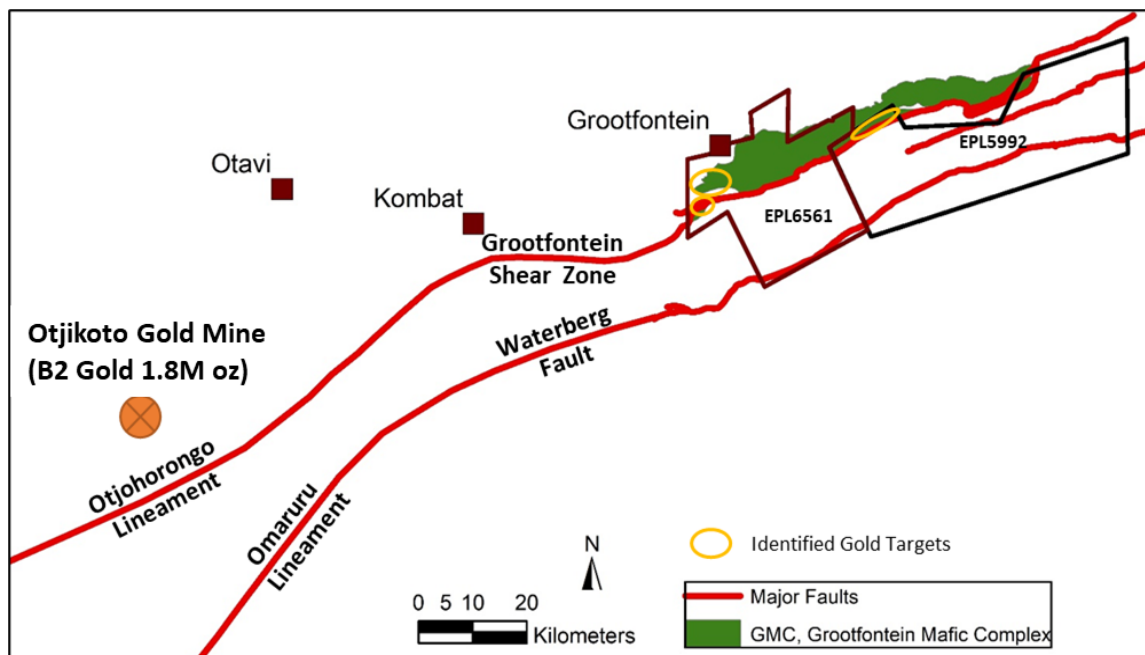 Grootfontein
Otavi
EPL5992
Kombat
EPL6561
Grootfontein
Shear Zone
Otjikoto Gold Mine
(B2 Gold 1.8M oz)
Waterberg
Fault
Otjohorongo
Lineament
Omaruru
Lineament
N
Identified Gold Targets
0 5 10 20
Kilometers
Major Faults
GMC, Grootfontein Mafic Complex